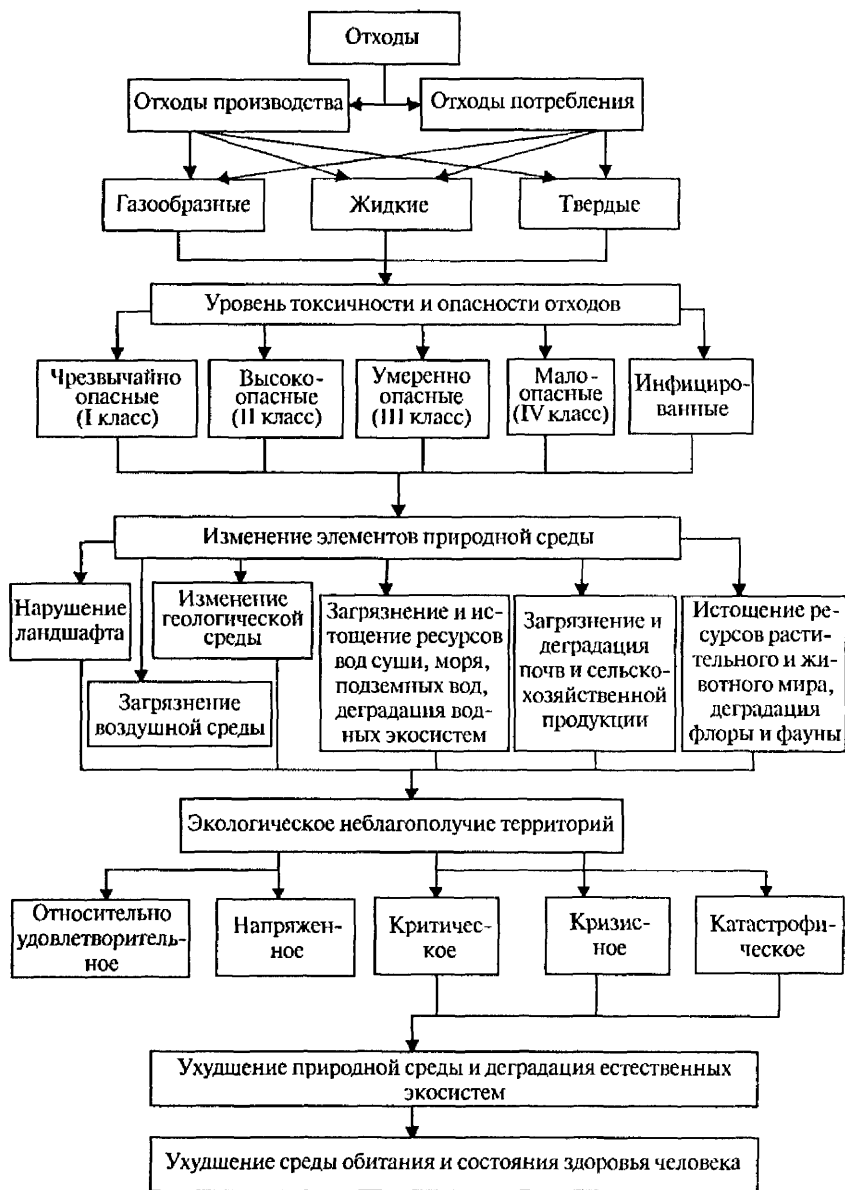 Отходы
Отходы производства
Отходы потребления
Газообразные
Жидкие
Твердые
Уровень токсичности и опасности отходов
Чрезвычайно
опасные
(I класс)
Высоко-
опасные
(II класс)
Умеренно
опасные
(III класс)
Мало-
опасные
(IV класс)
Инфициро-
ванные
Изменение элементов природной среды
Нарушение
ландшафта
Загрязнение
воздушной среды
Изменение
геологической
среды
Загрязнение и ис-
тощение ресурсов
вод суши, моря,
подземных вод,
деградация вод-
ных экосистем
Загрязнение и
деградация
почв и сельско-
хозяйственной
продукции
Истощение ре-
сурсов расти-
тельного и жи-
вотного мира,
деградация
флоры и фауны
Экологическое неблагополучие территорий
Относительно
удовлетворитель-
ное
Напряжен-
ное
Критичес-
кое
Кризис-
ное
Катастрофи-
ческое
Ухудшение природной среды и деградация естественных
экосистем
Ухудшение среды обитания и состояния здоровья человека